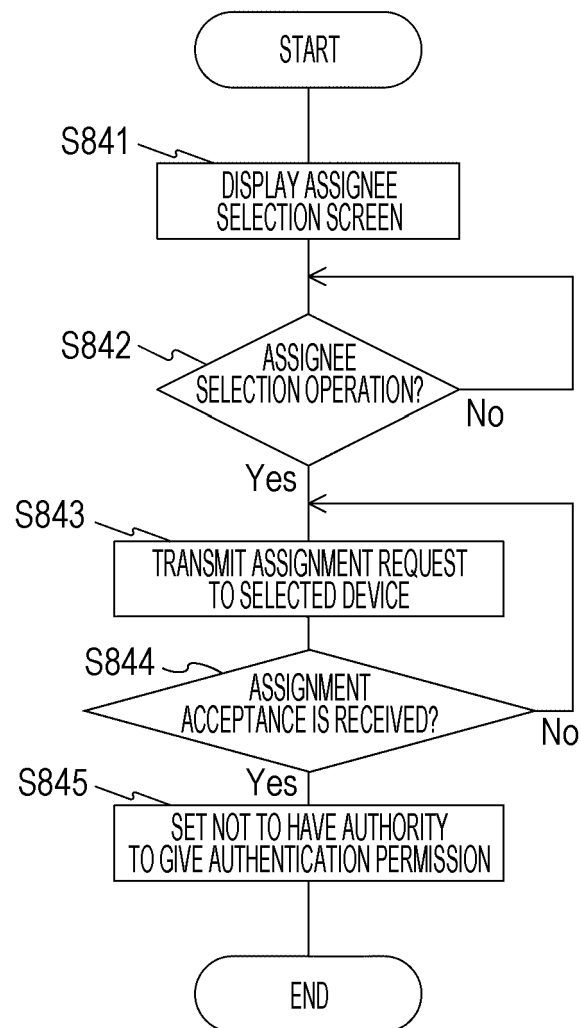 START
S841
DISPLAY ASSIGNEE
SELECTION SCREEN
S842
ASSIGNEE
SELECTION OPERATION?
No
Yes
S843
TRANSMIT ASSIGNMENT REQUEST
TO SELECTED DEVICE
S844
ASSIGNMENT
ACCEPTANCE IS RECEIVED?
No
Yes
S845
SET NOT TO HAVE AUTHORITY
TO GIVE AUTHENTICATION PERMISSION
END